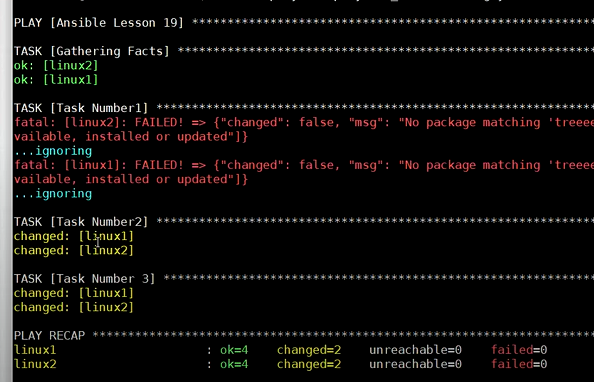 PLAY [Ansible Lesson 19] ******************************************************
TASK [Gathering Facts] ********************************************************
ok: [linux2]
ok: [linux1]
TASK [Task Number1] ***********************************************************
fatal: [linux2]: FAILED! => {"changed": false, "msg": "No package matching 'treeee
vailable, installed or updated"]}
...ignoring
fatal: [linux1]: FAILED! => {"changed": false, "msg": "No package matching 'treeee
vailable, installed or updated"]}
...ignoring
TASK [Task Number2] ***********************************************************
changed: [linux1]
changed: [linux2]
TASK [Task Number 3] **********************************************************
changed: [linux1]
changed: [linux2]
PLAY RECAP ********************************************************************
linux1 : ok=4 changed=2 unreachable=0 failed=0
linux2 : ok=4 changed=2 unreachable=0 failed=0